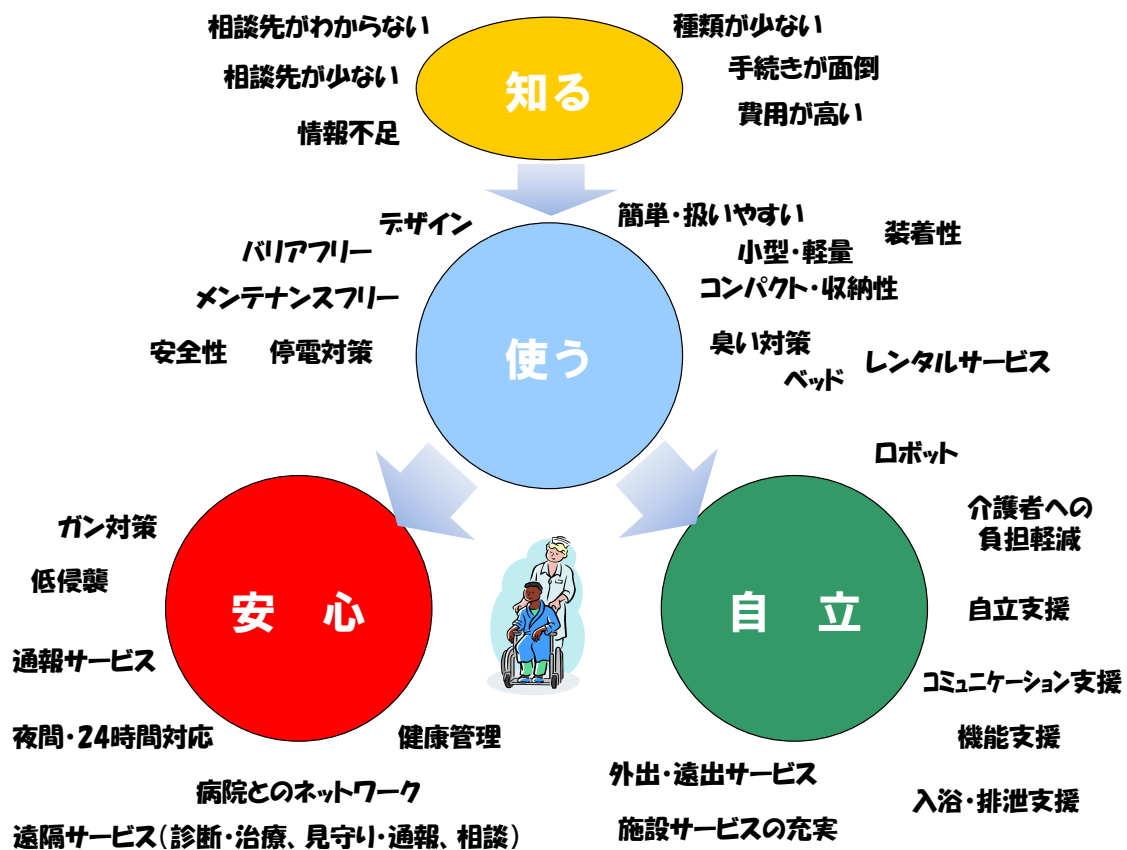 相談先がわからない
種類が少ない
相談先が少ない
手続きが面倒
知る
費用が高い
情報不足
デザイン
簡単・扱いやすい
装着性
バリアフリー
小型・軽量
メンテナンスフリー
コンパクト・収納性
安全性
停電対策
使う
臭い対策
ベッド
レンタルサービス
ロボット
ガン対策
介護者への
負担軽減
低侵襲
安 心
自 立
自立支援
通報サービス
コミュニケーション支援
夜間・24時間対応
健康管理
機能支援
病院とのネットワーク
外出・遠出サービス
入浴・排泄支援
遠隔サービス(診断・治療、見守り・通報、相談)
施設サービスの充実